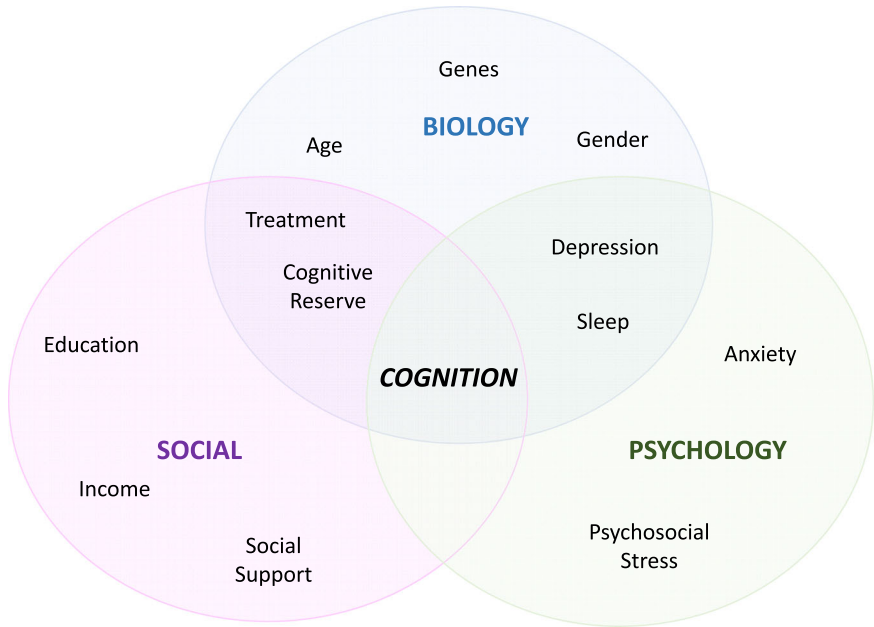 Genes
BIOLOGY
Age
Gender
Treatment
Depression
Cognitive
Reserve
Sleep
Education
Anxiety
COGNITION
SOCIAL
PSYCHOLOGY
Income
Psychosocial
Stress
Social
Support